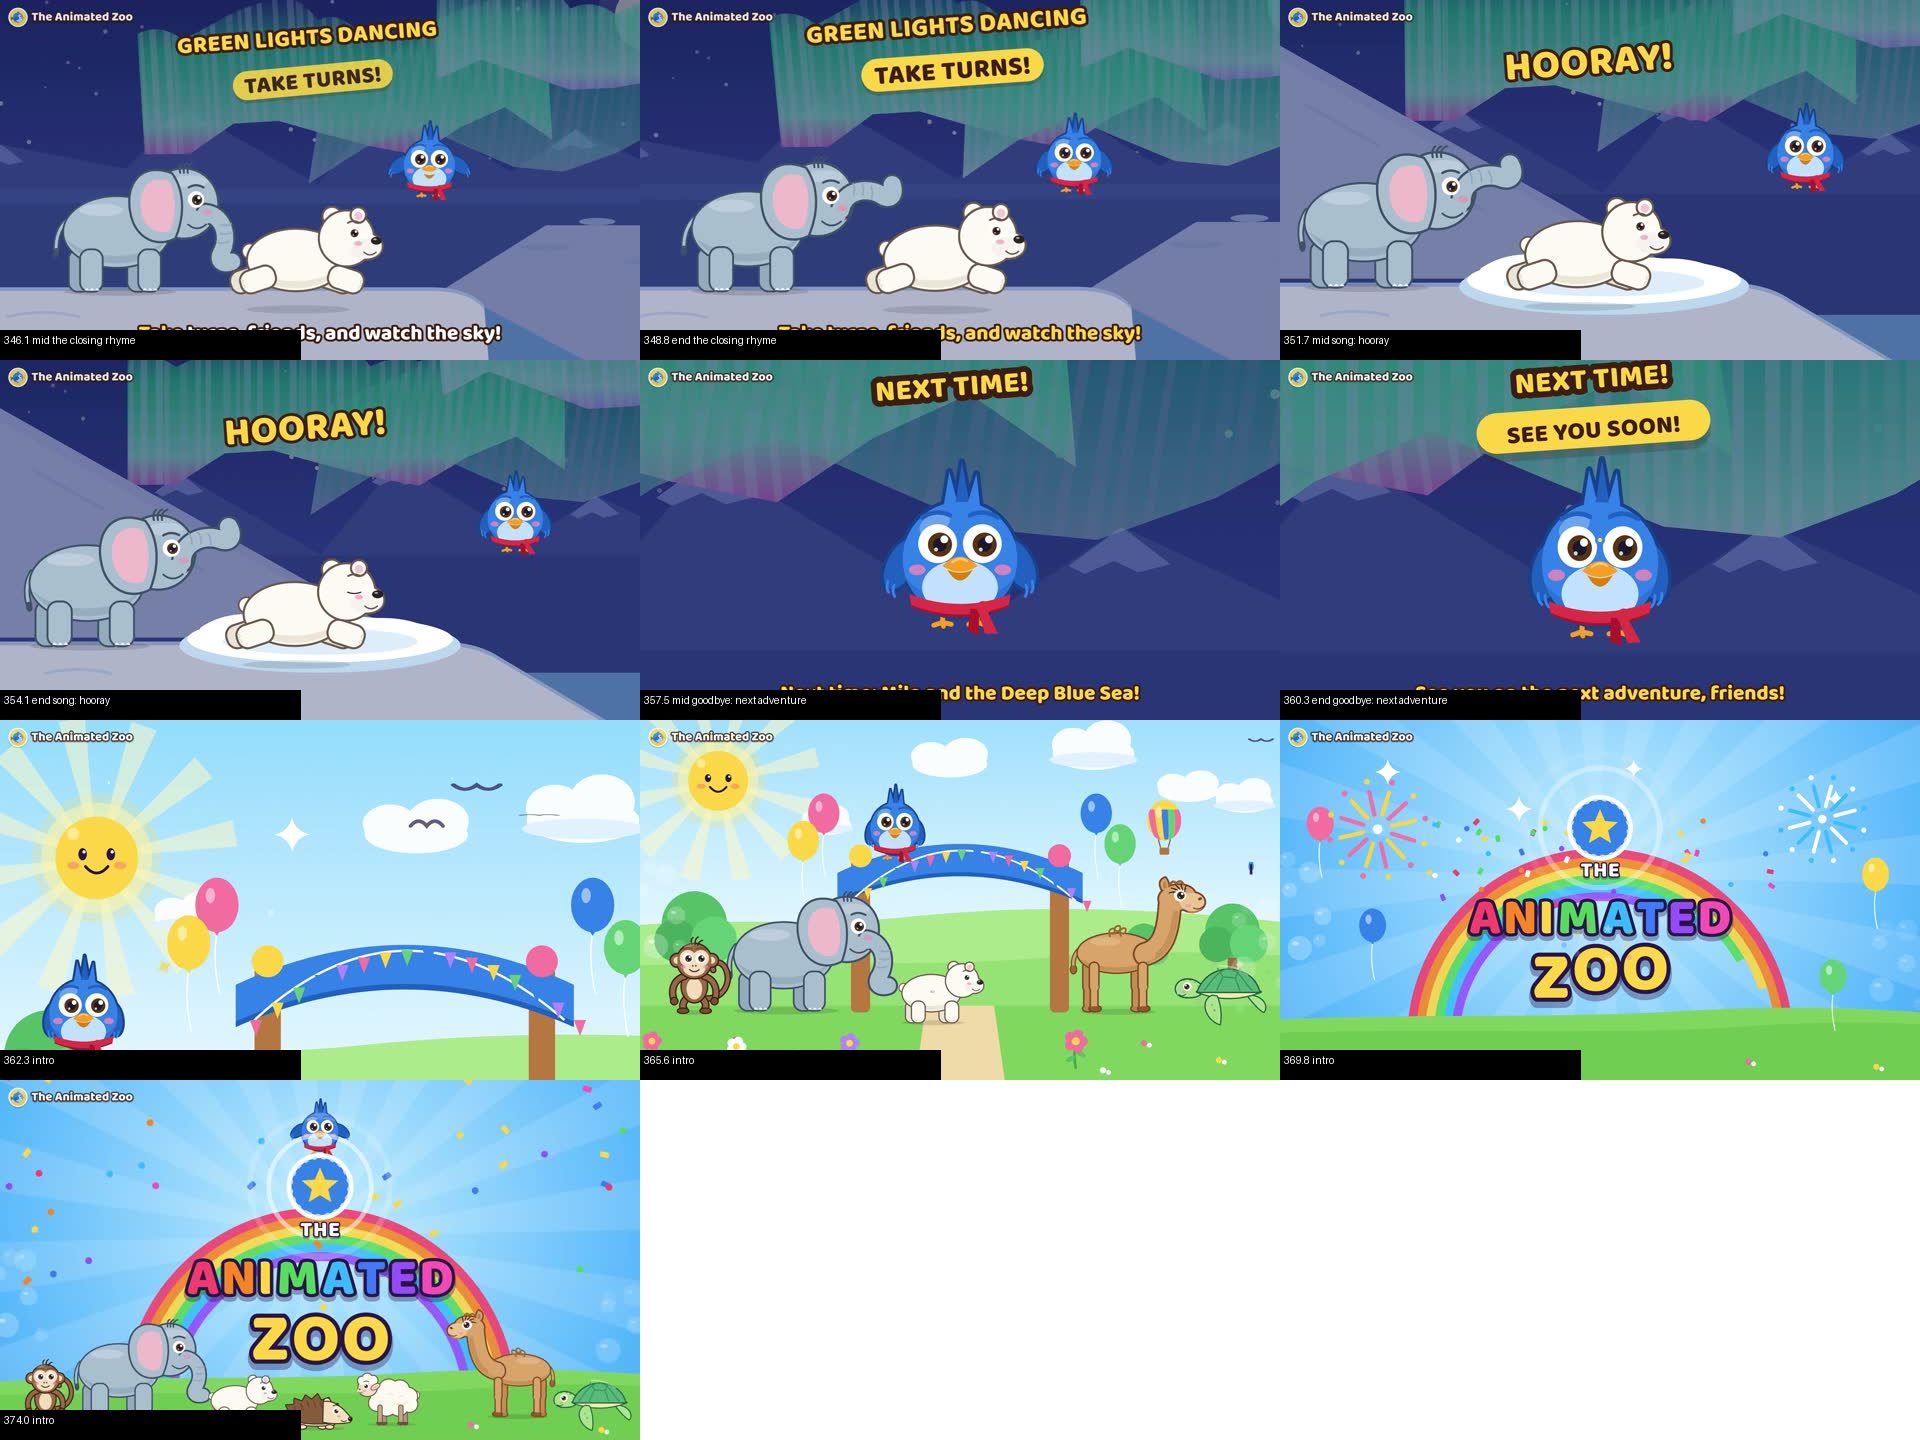 The Animated Zoo
GREEN LIGHTS DANCING
TAKE TURNS!
s, and watch the sky!
346.1 mid the closing rhyme
The Animated Zoo
GREEN LIGHTS DANCING
TAKE TURNS!
ds, and watch the sky!
348.8 end the closing rhyme
The Animated Zoo
HOORAY!
351.7 mid song: hooray
The Animated Zoo
HOORAY!
354.1 end song: hooray
The Animated Zoo
NEXT TIME!
nd the Deep Blue Sea!
357.5 mid goodbye: next adventure
The Animated Zoo
NEXT TIME!
SEE YOU SOON!
xt adventure, friends!
360.3 end goodbye: next adventure
The Animated Zoo
362.3 intro
The Animated Zoo
365.6 intro
The Animated Zoo
THE
ANIMATED
ZOO
369.8 intro
The Animated Zoo
THE
ANIMATED
ZOO
374.0 intro